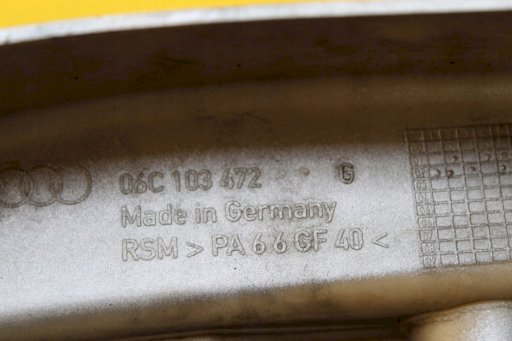 06C 103 472 G
Made in Germany
RSM > PA 6 6 GF 40 <